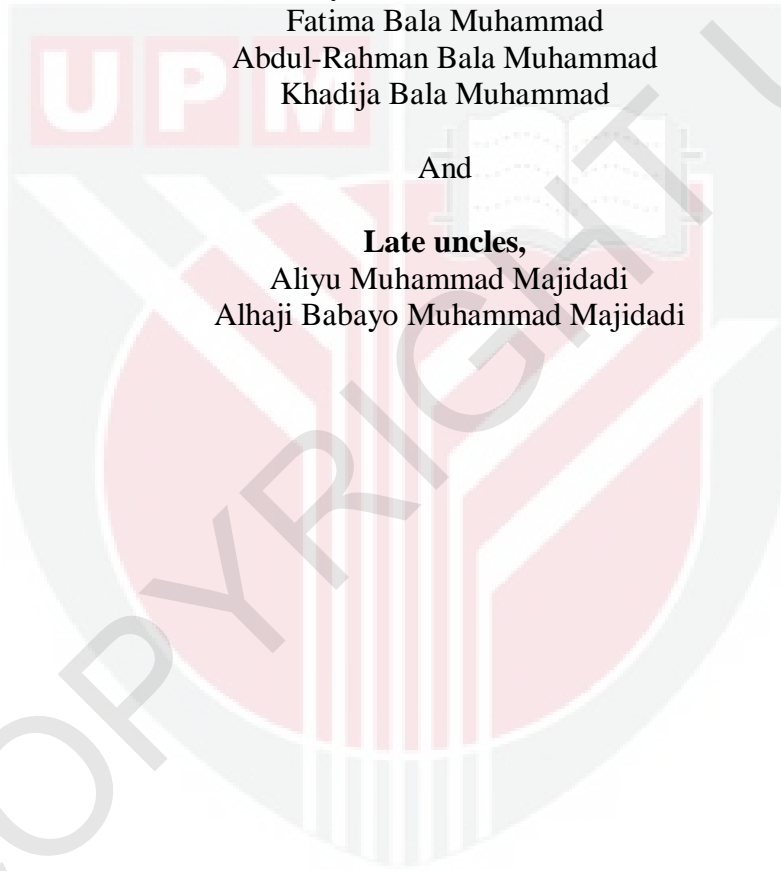 Fatima Bala Muhammad
Abdul-Rahman Bala Muhammad
Khadija Bala Muhammad
UPM
And
Late uncles,
Aliyu Muhammad Majidadi
Alhaji Babayo Muhammad Majidadi
OPYRIGHT U